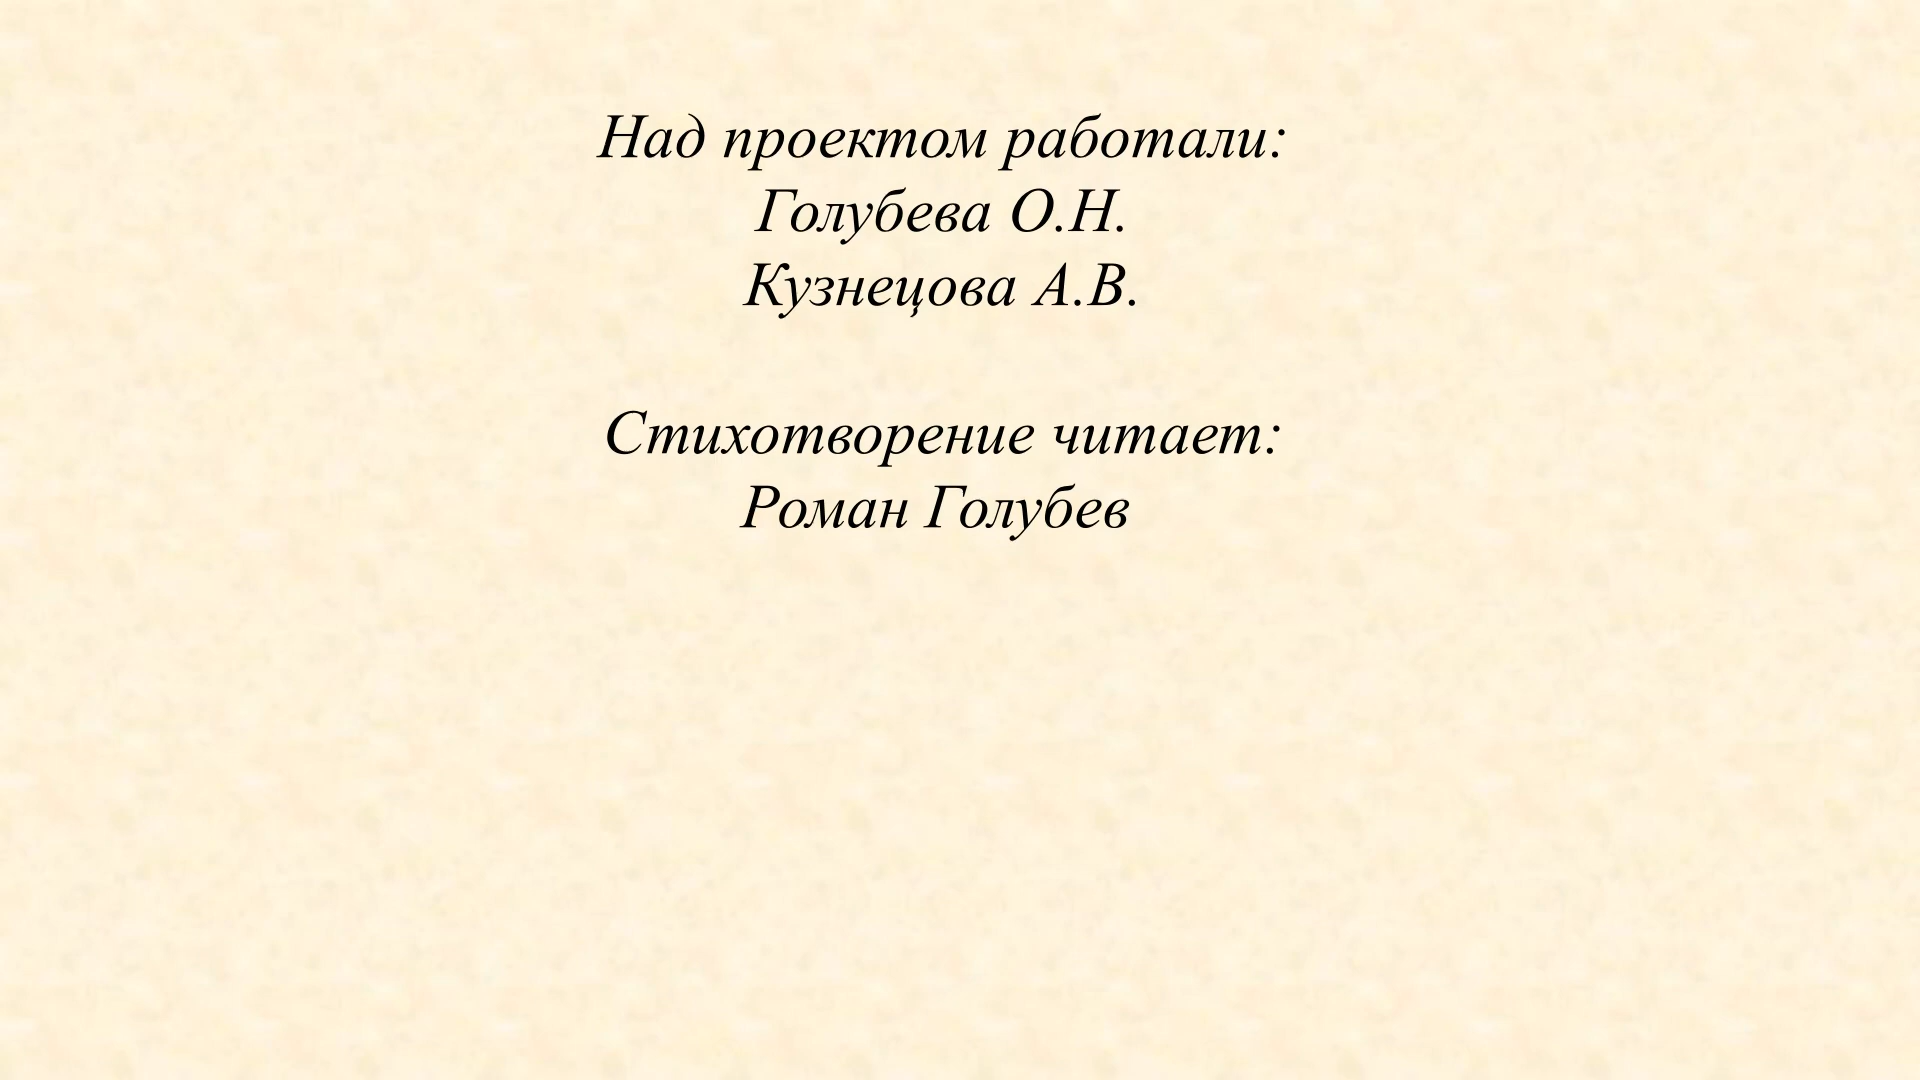 Над проектом работали:
Голубева О.Н.
Кузнецова А.В.
Стихотворение читает:
Роман Голубев